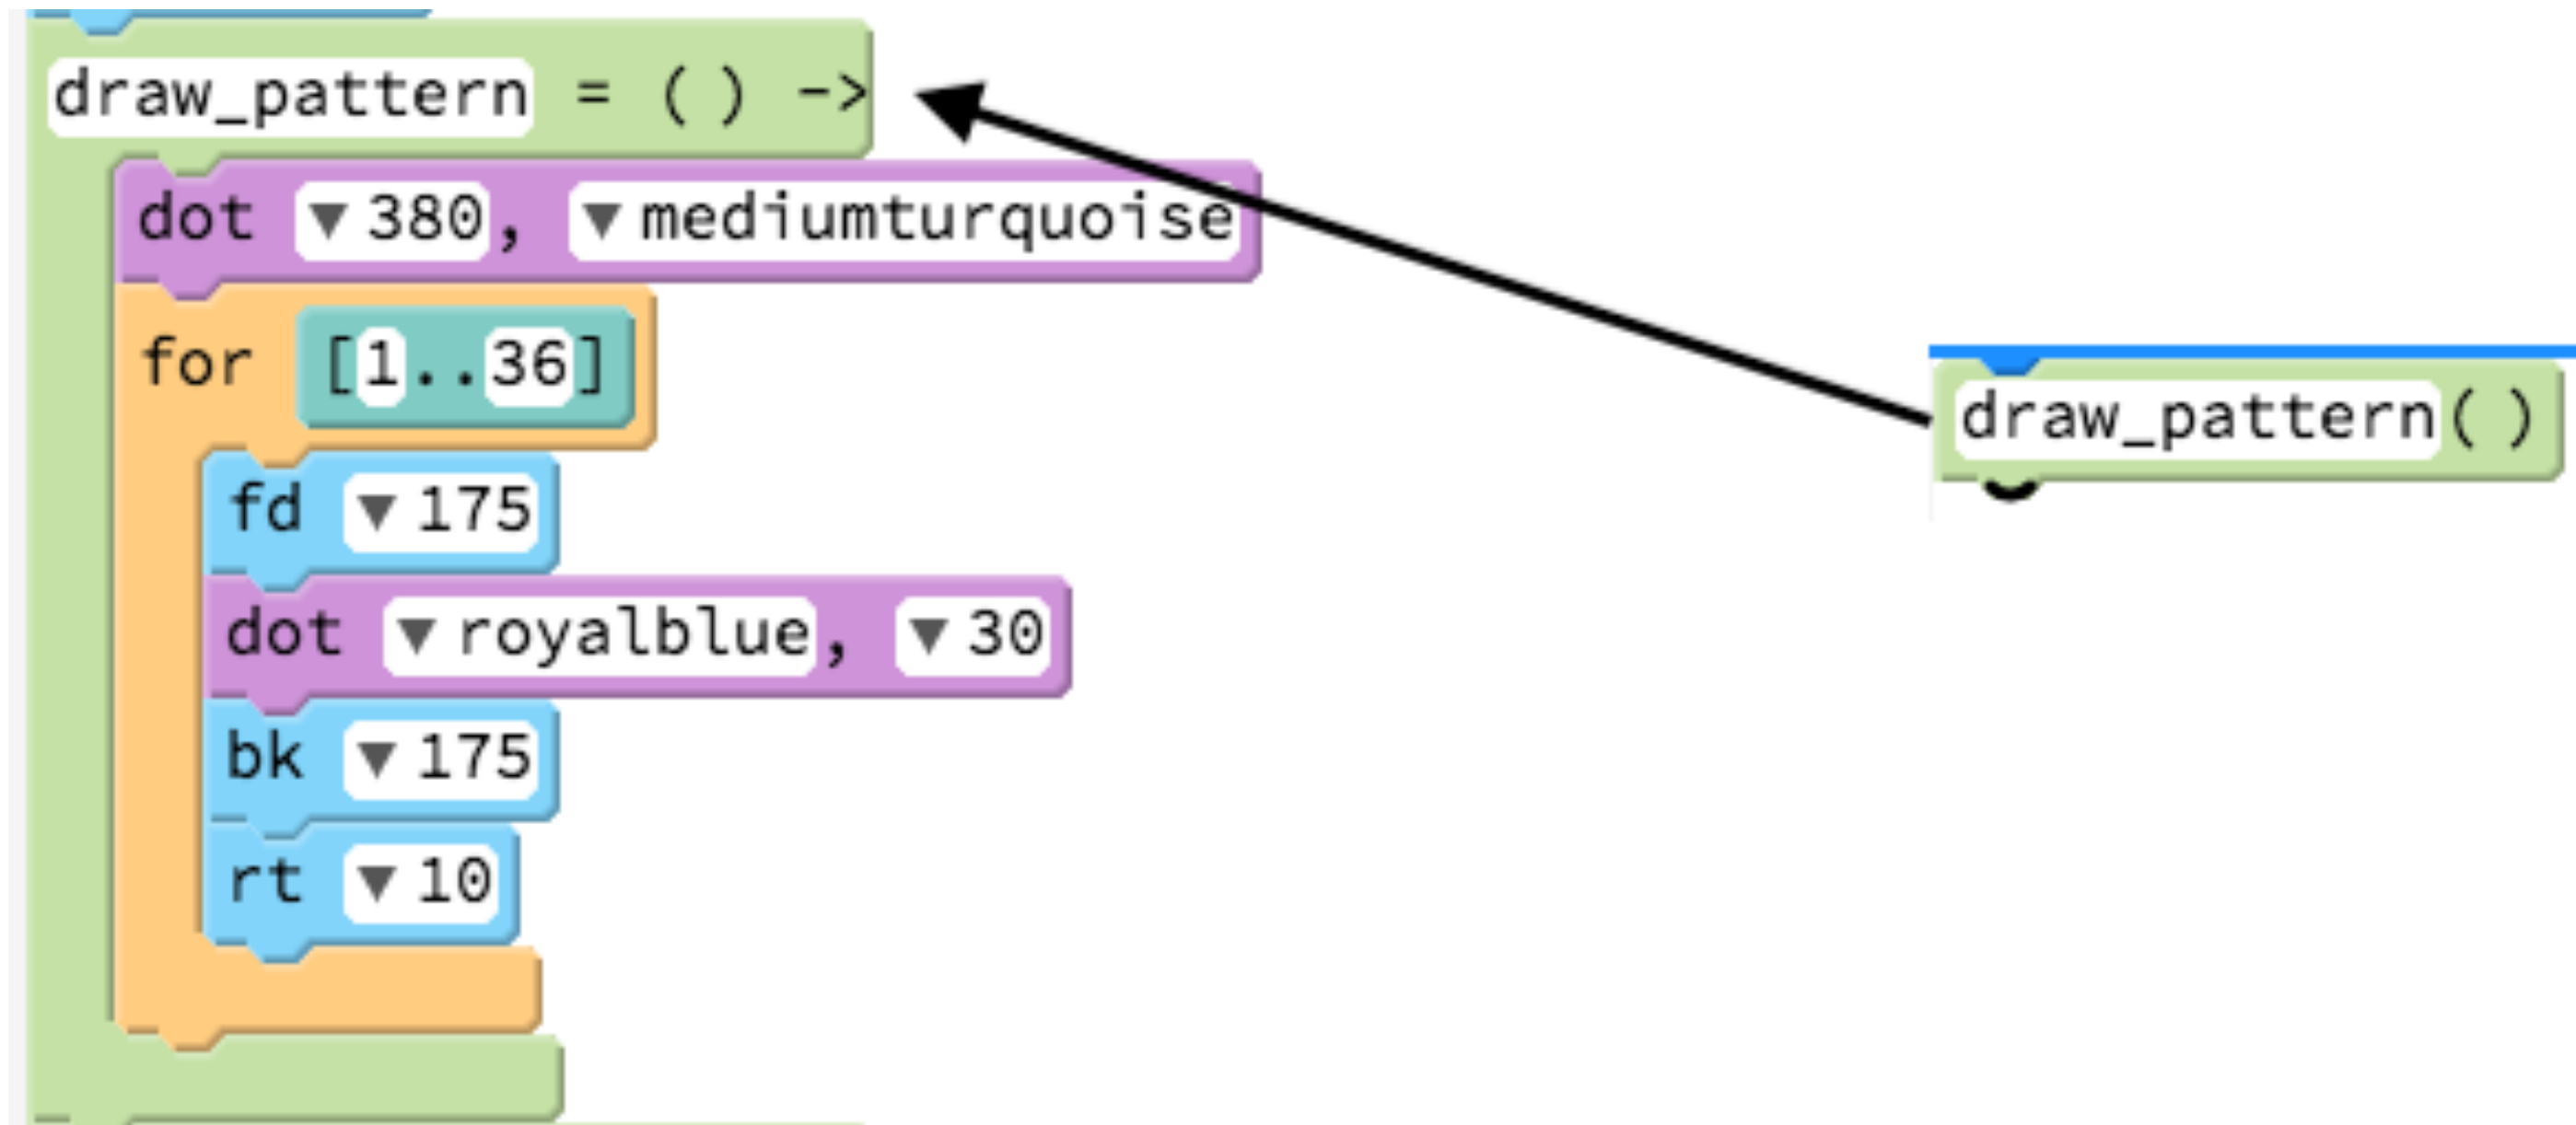 draw_pattern = () ->
dot ▼ 380, ▼ mediumturquoise
for [1..36]
draw_pattern()
fd ▼ 175
dot ▼ royalblue, ▼ 30
bk ▼ 175
rt ▼ 10